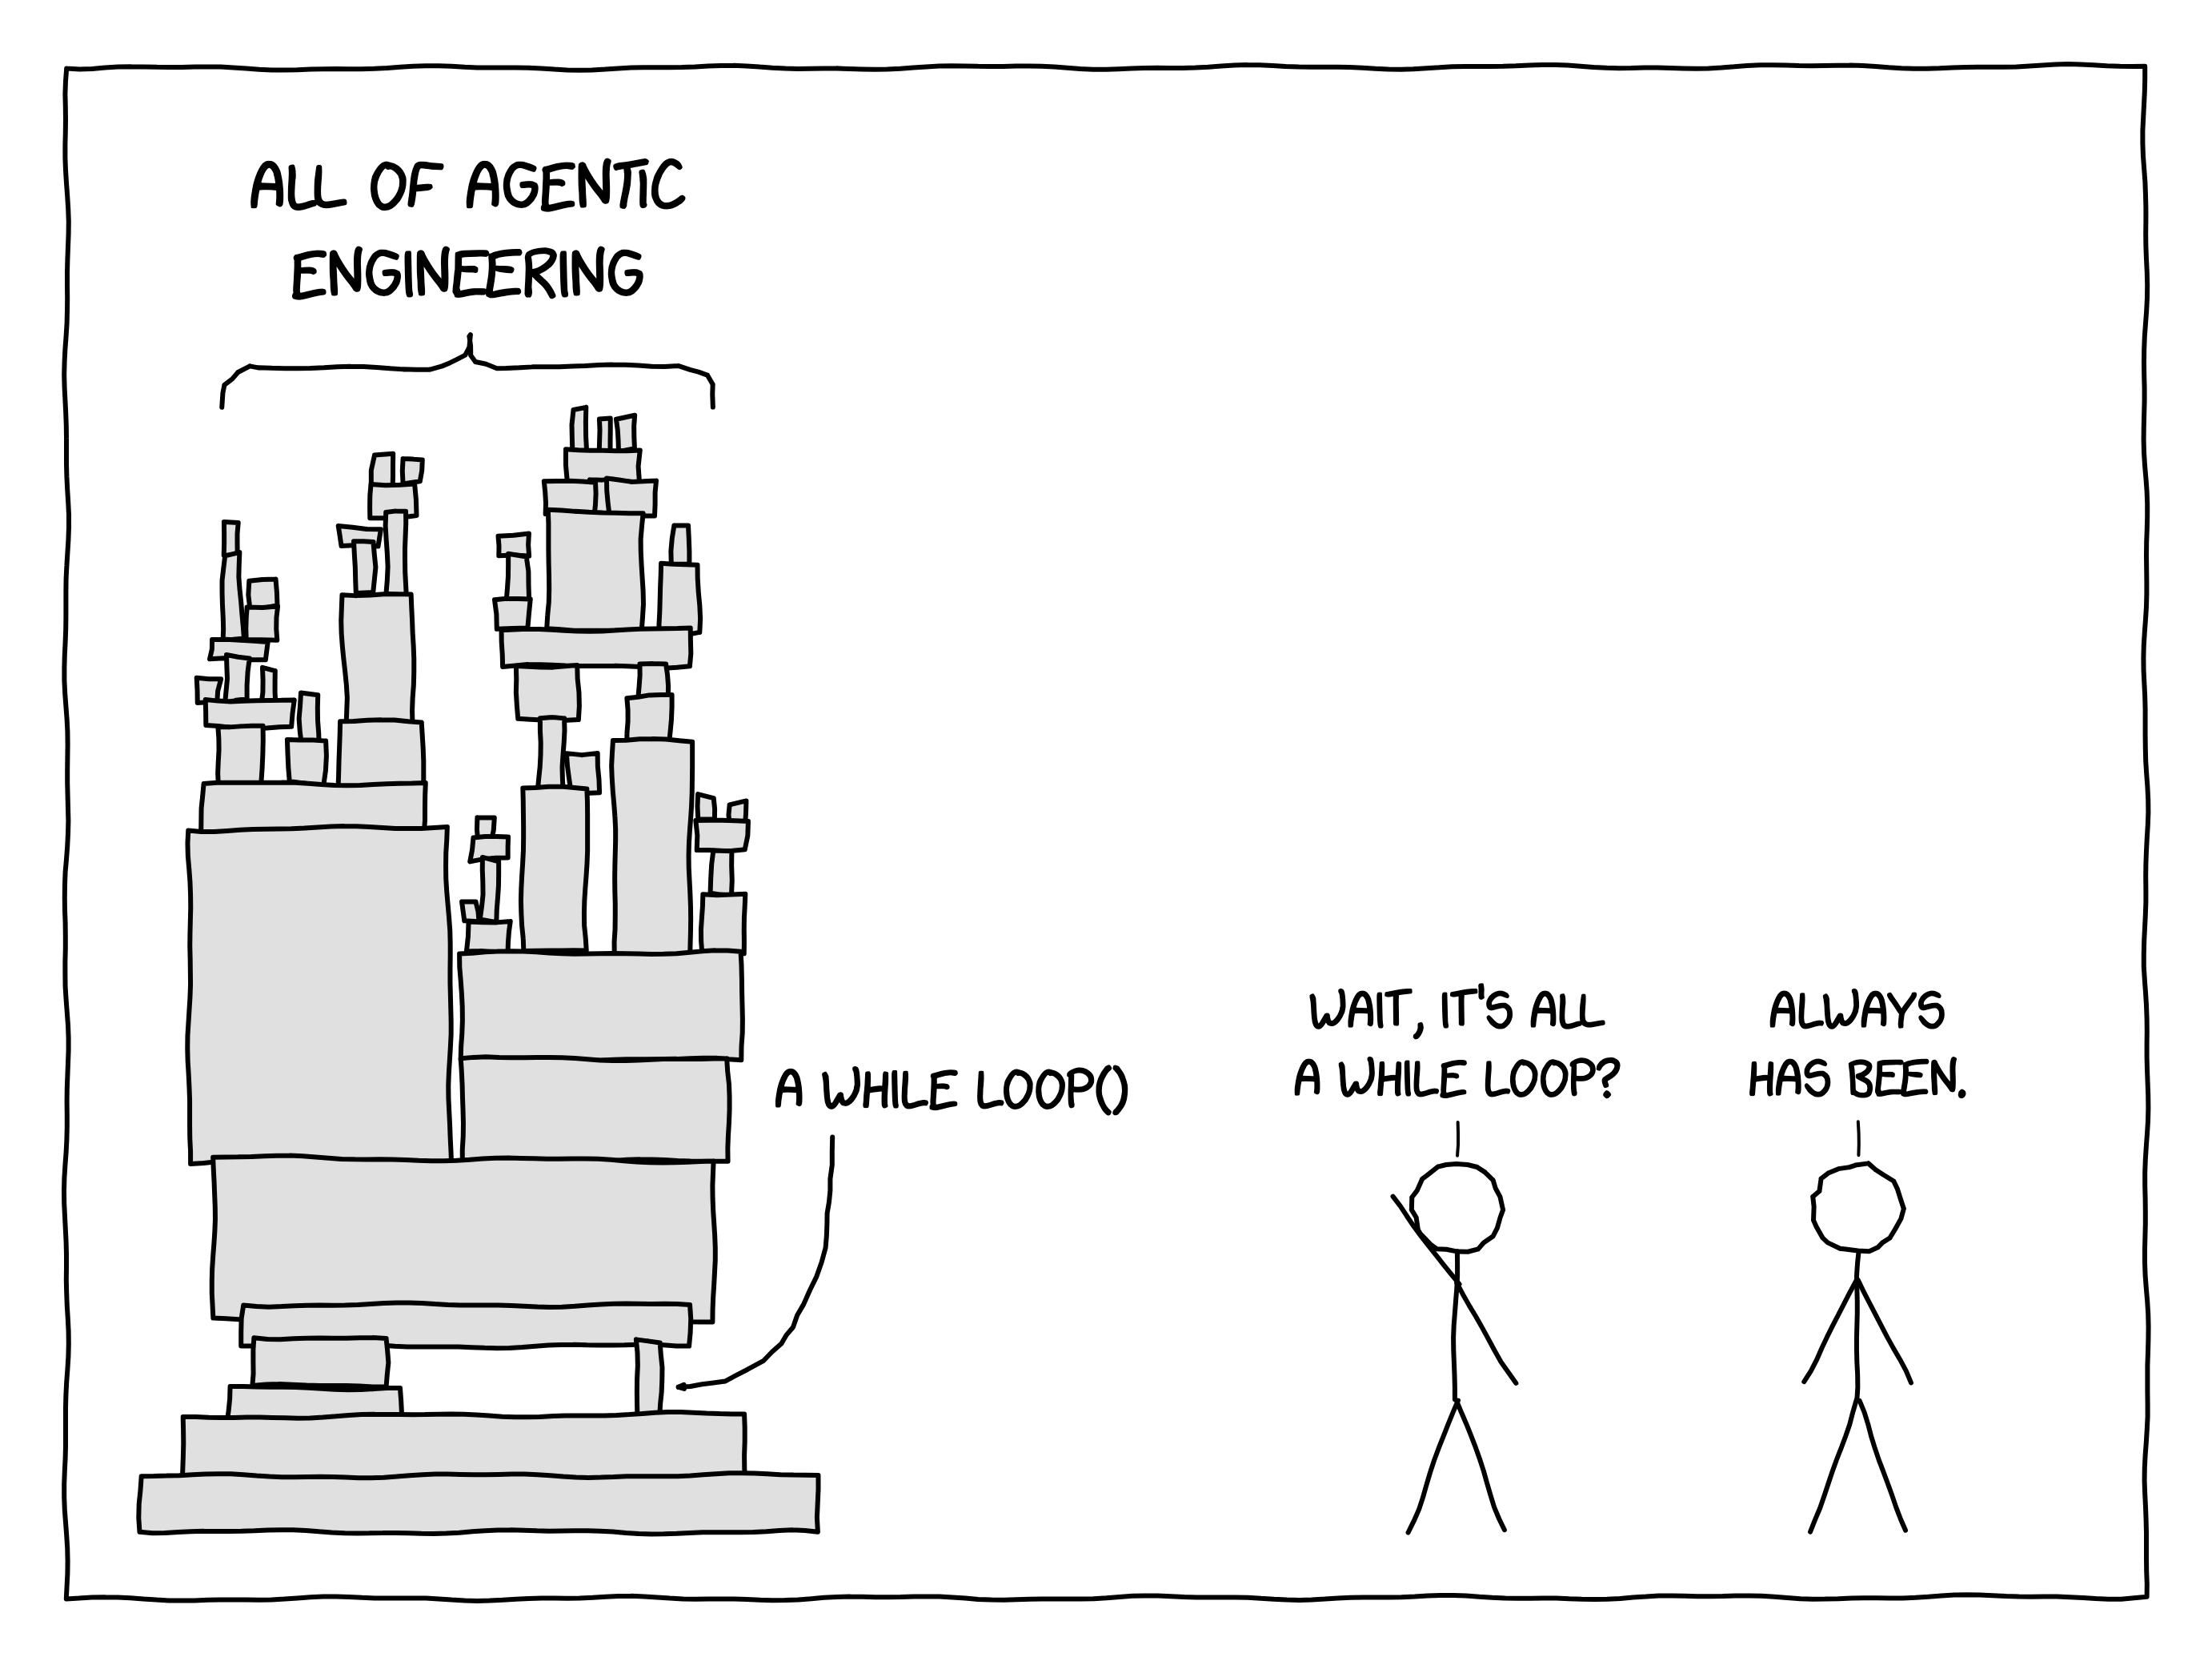 ALL OF AGENTIC
ENGINEERING
A WHILE LOOP()
WAIT, IT'S ALL
A WHILE LOOP?
ALWAYS
HAS BEEN.